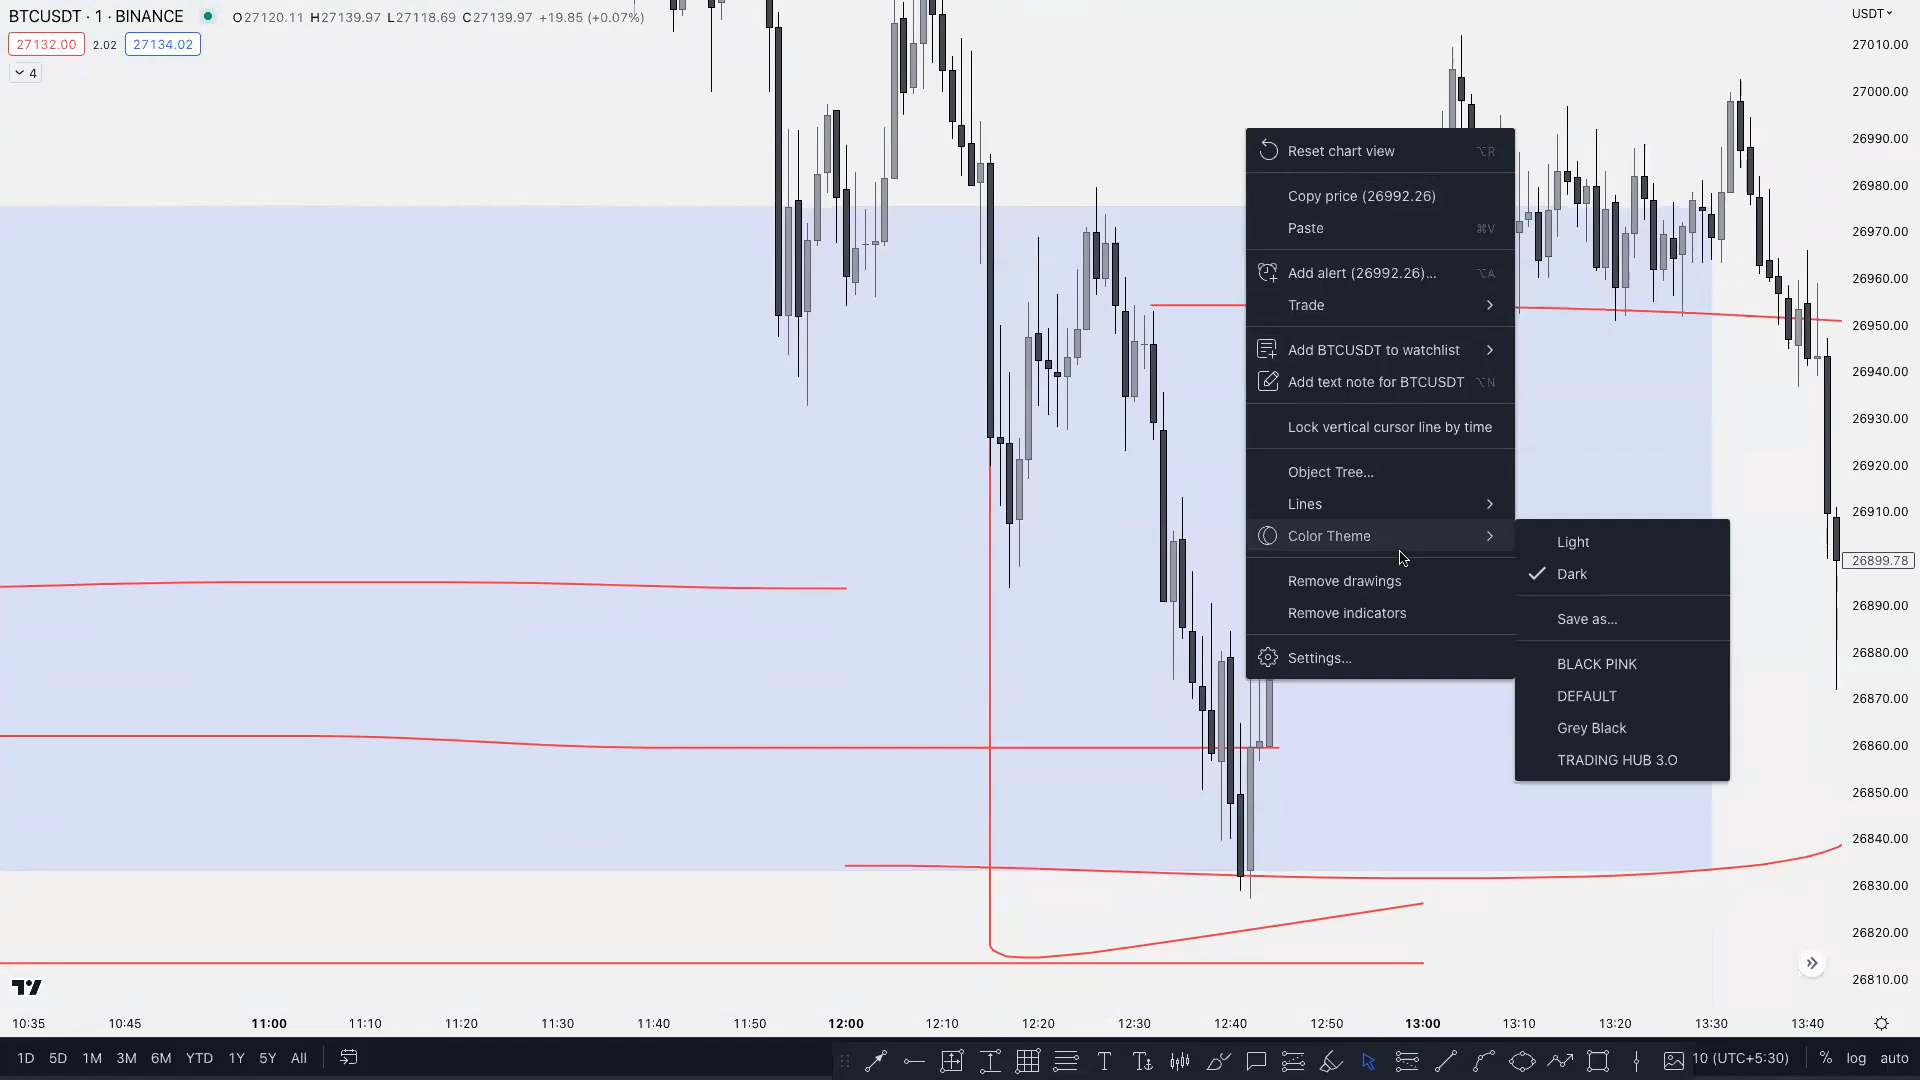 BTCUSDT · 1 · BINANCE
O27120.11 H27139.97 L27118.69 C27139.97 +19.85 (+0.07%)
27132.00 2.02 27134.02
4
USDT
27010.00
27000.00
26990.00
26980.00
26970.00
26960.00
26950.00
26940.00
26930.00
26920.00
26910.00
26899.78
26890.00
26880.00
26870.00
26860.00
26850.00
26840.00
26830.00
26820.00
26810.00
Reset chart view ⌥R
Copy price (26992.26)
Paste ⌘V
Add alert (26992.26)... ⌥A
Trade
Add BTCUSDT to watchlist
Add text note for BTCUSDT ⌥N
Lock vertical cursor line by time
Object Tree...
Lines
Color Theme
Remove drawings
Remove indicators
Settings...
Light
Dark
Save as...
BLACK PINK
DEFAULT
Grey Black
TRADING HUB 3.O
10:35 10:45 11:00 11:10 11:20 11:30 11:40 11:50 12:00 12:10 12:20 12:30 12:40 12:50 13:00 13:10 13:20 13:30 13:40
1D 5D 1M 3M 6M YTD 1Y 5Y All
10 (UTC+5:30) % log auto